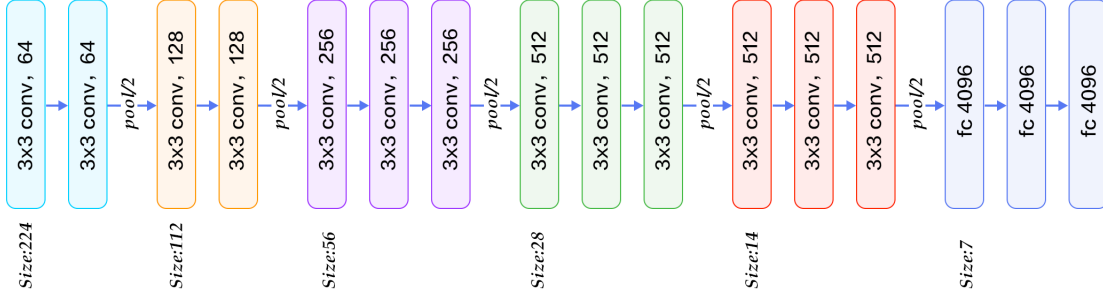 3x3 conv, 64
3x3 conv, 64
pool/2
3x3 conv, 128
3x3 conv, 128
pool/2
3x3 conv, 256
3x3 conv, 256
3x3 conv, 256
pool/2
3x3 conv, 512
3x3 conv, 512
3x3 conv, 512
pool/2
3x3 conv, 512
3x3 conv, 512
3x3 conv, 512
pool/2
fc 4096
fc 4096
fc 4096
Size:224
Size:112
Size:56
Size:28
Size:14
Size:7